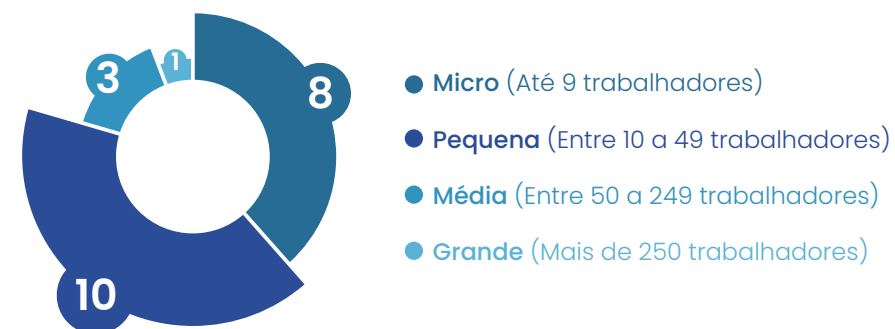 3
1
8
10
Micro (Até 9 trabalhadores)
Pequena (Entre 10 a 49 trabalhadores)
Média (Entre 50 a 249 trabalhadores)
Grande (Mais de 250 trabalhadores)